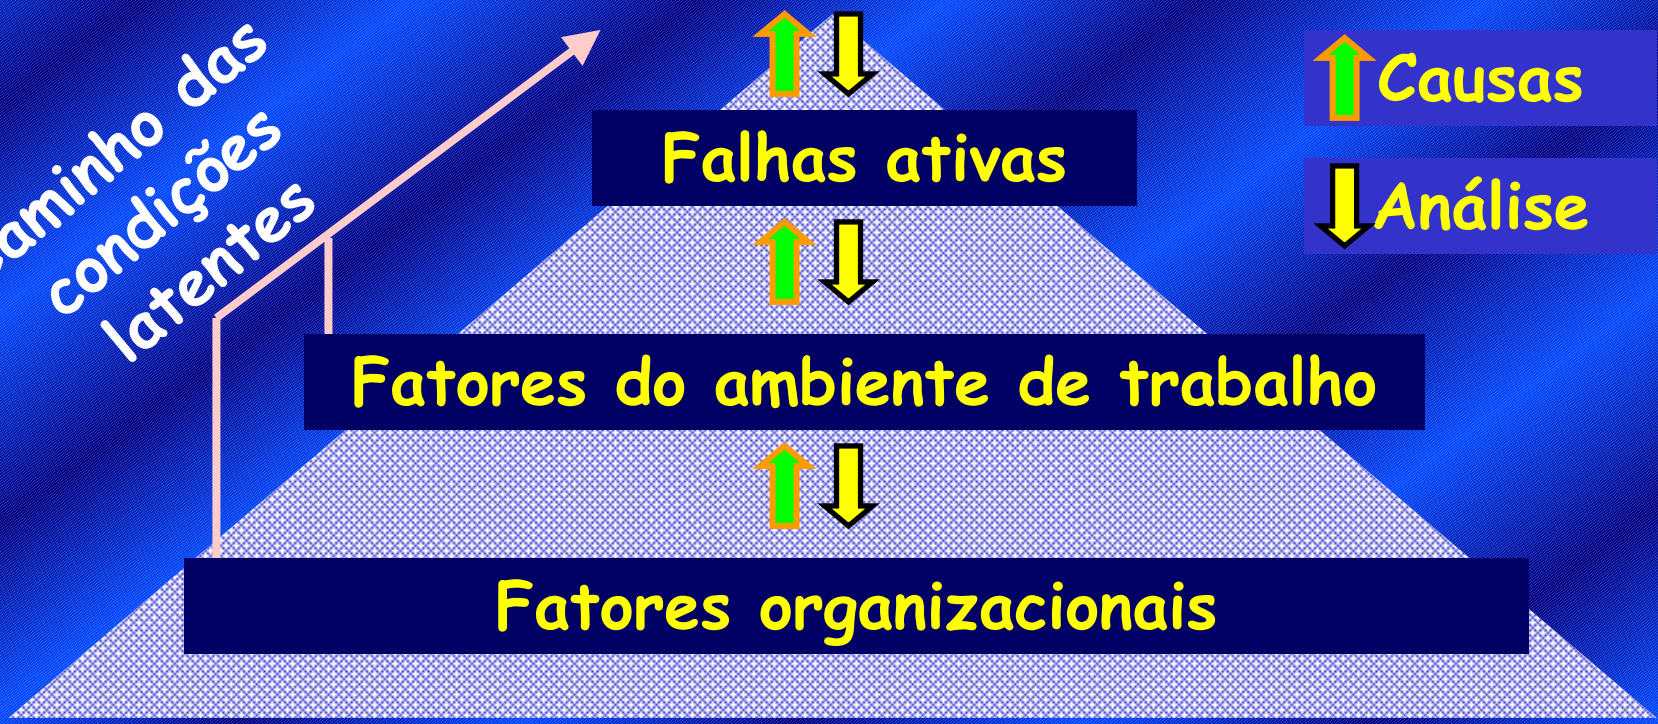 aminho das
condições
latentes
Causas
Falhas ativas
Análise
Fatores do ambiente de trabalho
Fatores organizacionais